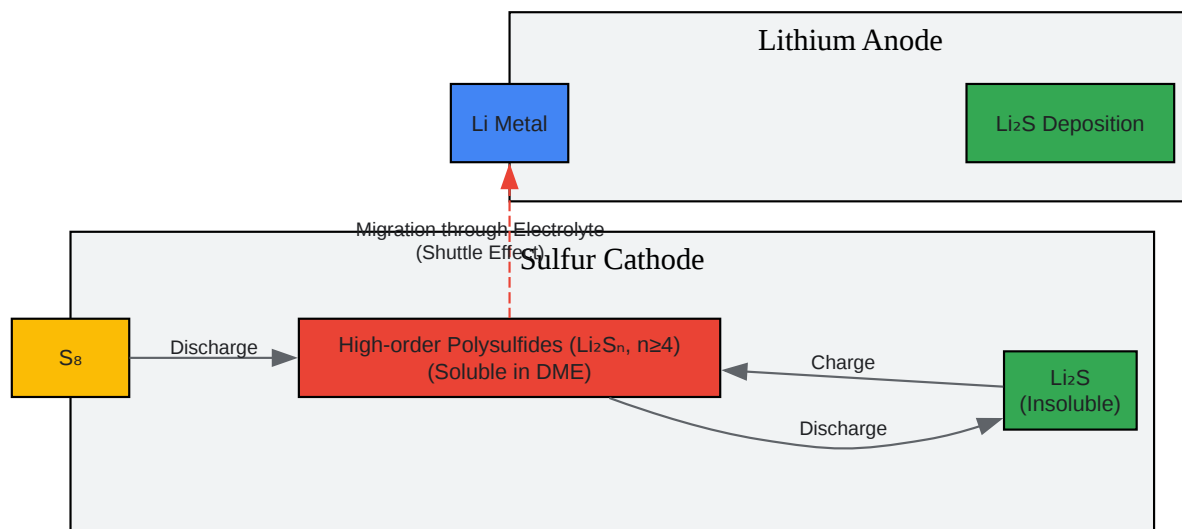 Lithium Anode
Li Metal
Li₂S Deposition
Migration through Electrolyte
(Shuttle Effect)
Sulfur Cathode
S₈
Discharge
High-order Polysulfides (Li₂Sₙ, n≥4)
(Soluble in DME)
Charge
Li₂S
(Insoluble)
Discharge